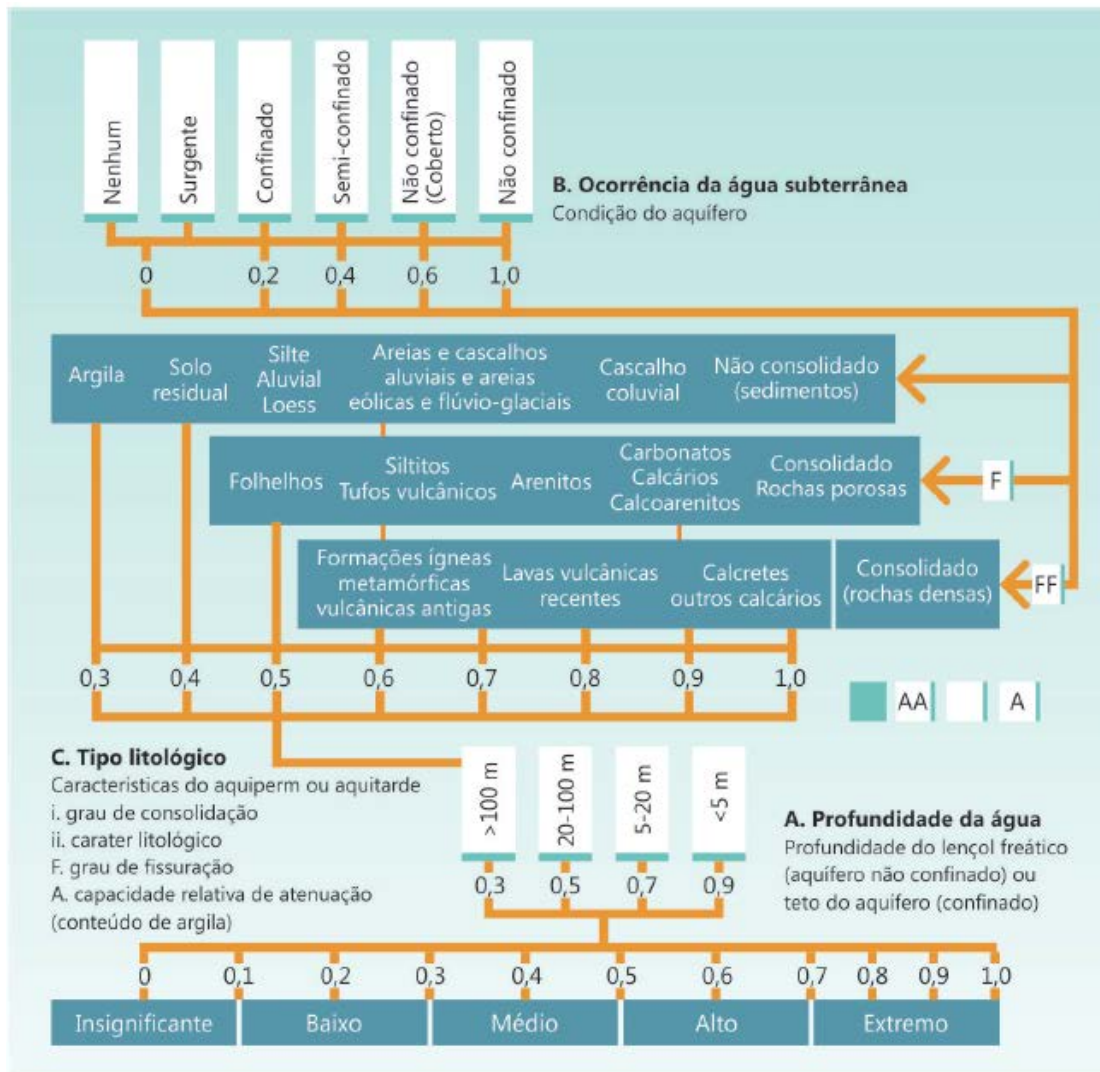 Nenhum
Surgente
Confinado
Semi-confinado
Não confinado
(Coberto)
Não confinado
B. Ocorrência da água subterrânea
Condição do aquífero
0 0,2 0,4 0,6 1,0
Argila
Solo
residual
Silte
Aluvial
Loess
Areias e cascalhos
aluviais e areias
eólicas e flúvio-glaciais
Cascalho
coluvial
Não consolidado
(sedimentos)
Folhelhos
Siltitos
Tufos vulcânicos
Arenitos
Carbonatos
Calcários
Calcoarenitos
Consolidado
Rochas porosas
F
Formações ígneas
metamórficas
vulcânicas antigas
Lavas vulcânicas
recentes
Calcretes
outros calcários
Consolidado
(rochas densas)
FF
0,3 0,4 0,5 0,6 0,7 0,8 0,9 1,0
AA A
C. Tipo litológico
Caracteristicas do aquiperm ou aquitarde
i. grau de consolidação
ii. carater litológico
F. grau de fissuração
A. capacidade relativa de atenuação
(conteúdo de argila)
>100 m
20-100 m
5-20 m
<5 m
0,3 0,5 0,7 0,9
A. Profundidade da água
Profundidade do lençol freático
(aquífero não confinado) ou
teto do aquífero (confinado)
0 0,1 0,2 0,3 0,4 0,5 0,6 0,7 0,8 0,9 1,0
Insignificante Baixo Médio Alto Extremo